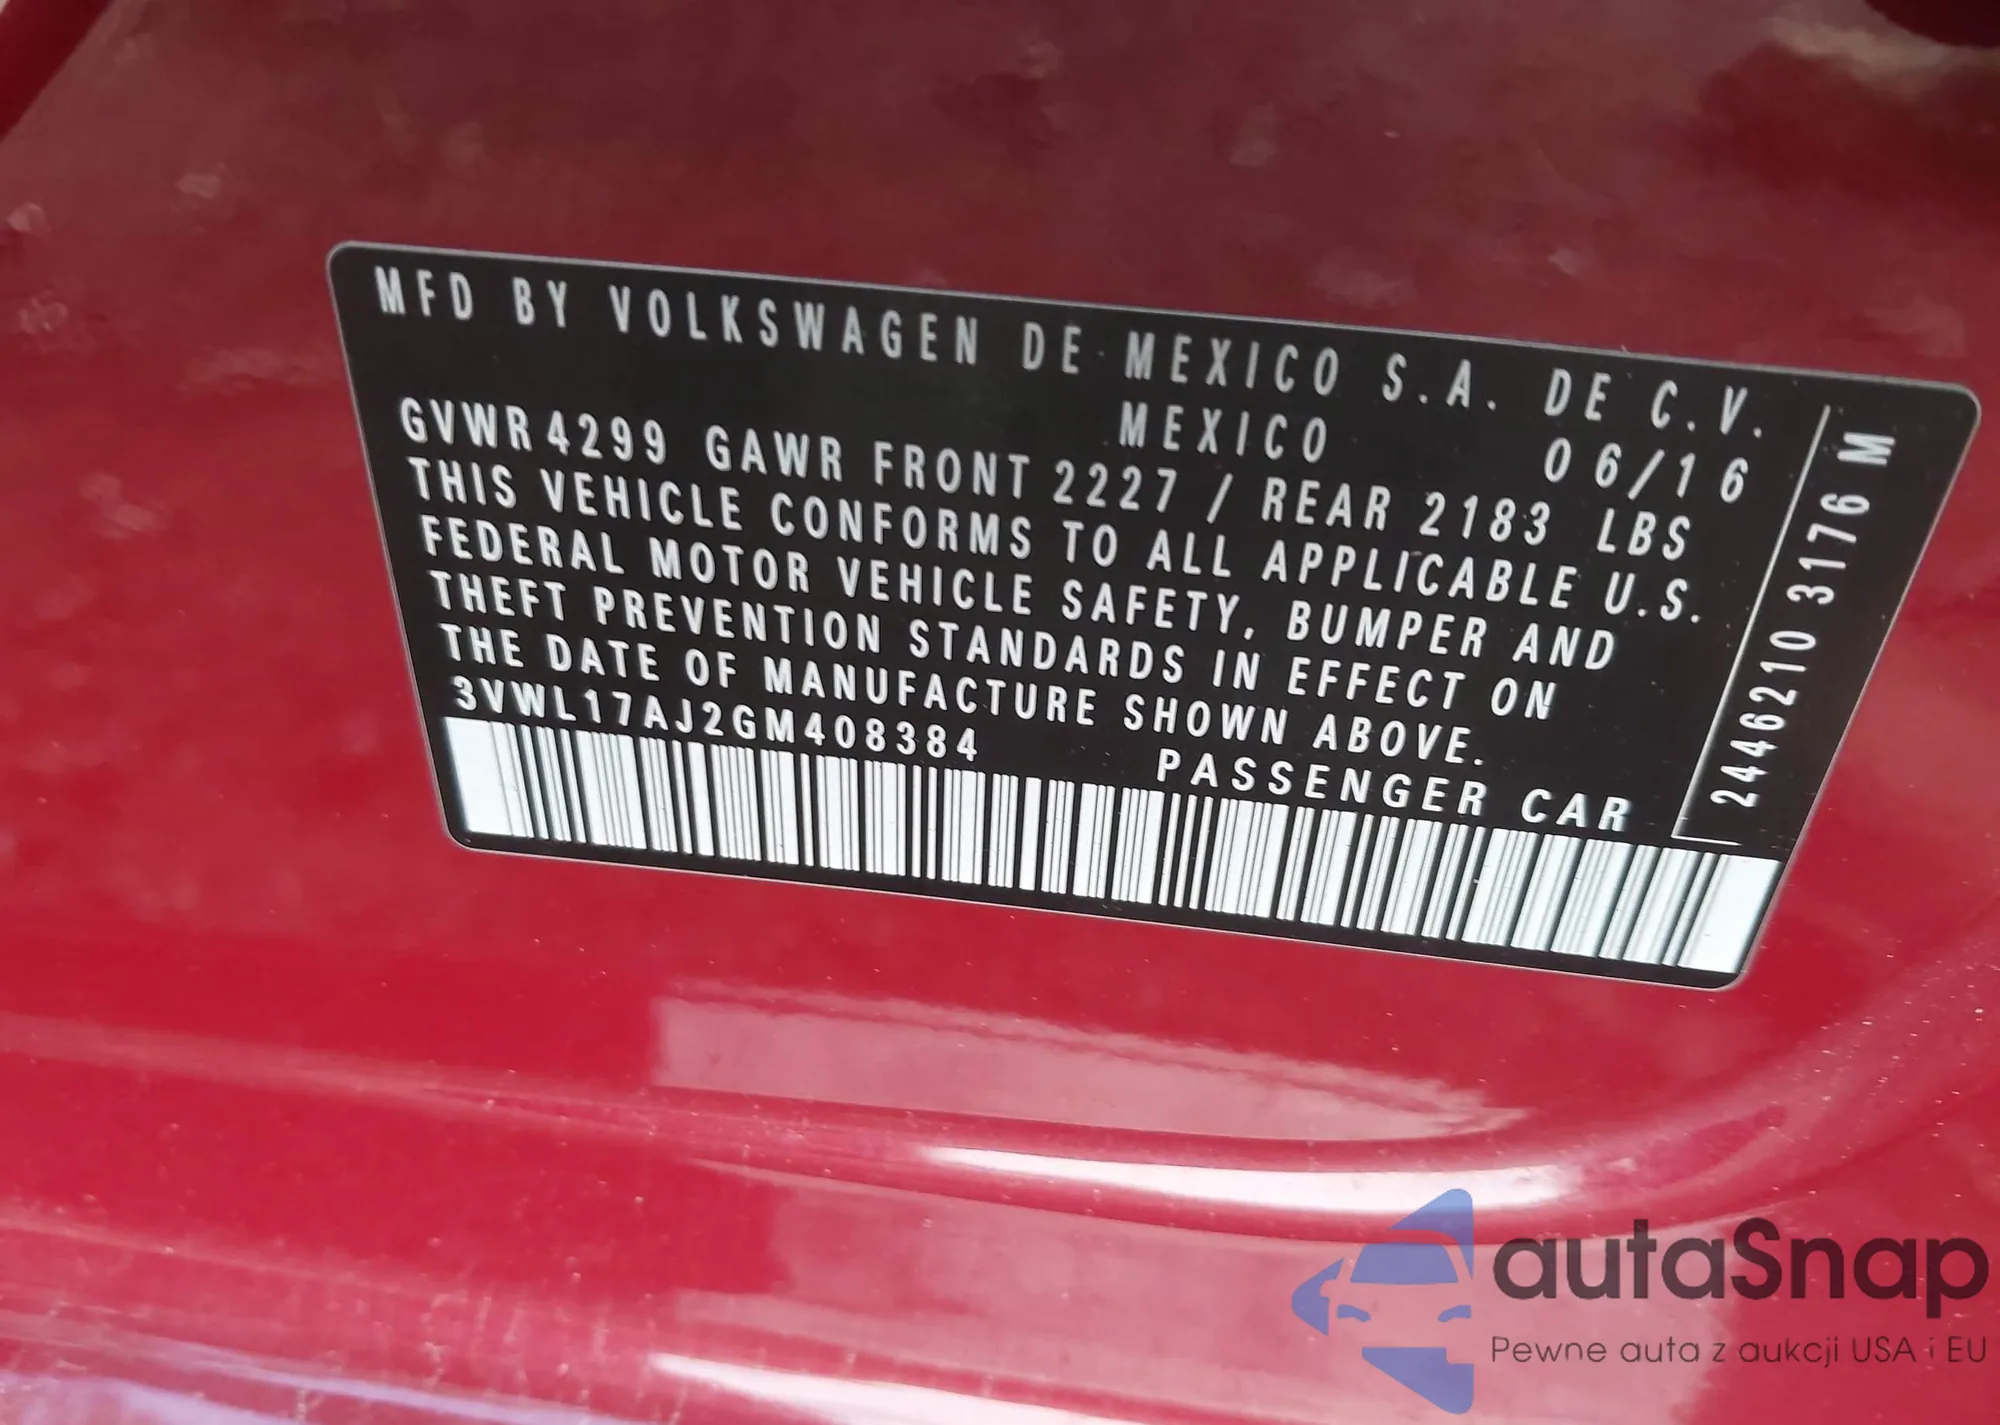 MFD BY VOLKSWAGEN DE MEXICO S.A. DE C.V.
MEXICO 06/16
GVWR 4299 GAWR FRONT 2227 / REAR 2183 LBS
THIS VEHICLE CONFORMS TO ALL APPLICABLE U.S.
FEDERAL MOTOR VEHICLE SAFETY, BUMPER AND
THEFT PREVENTION STANDARDS IN EFFECT ON
THE DATE OF MANUFACTURE SHOWN ABOVE.
3VWL17AJ2GM408384 PASSENGER CAR
2446210 3176 M
autaSnap
Pewne auta z aukcji USA i EU